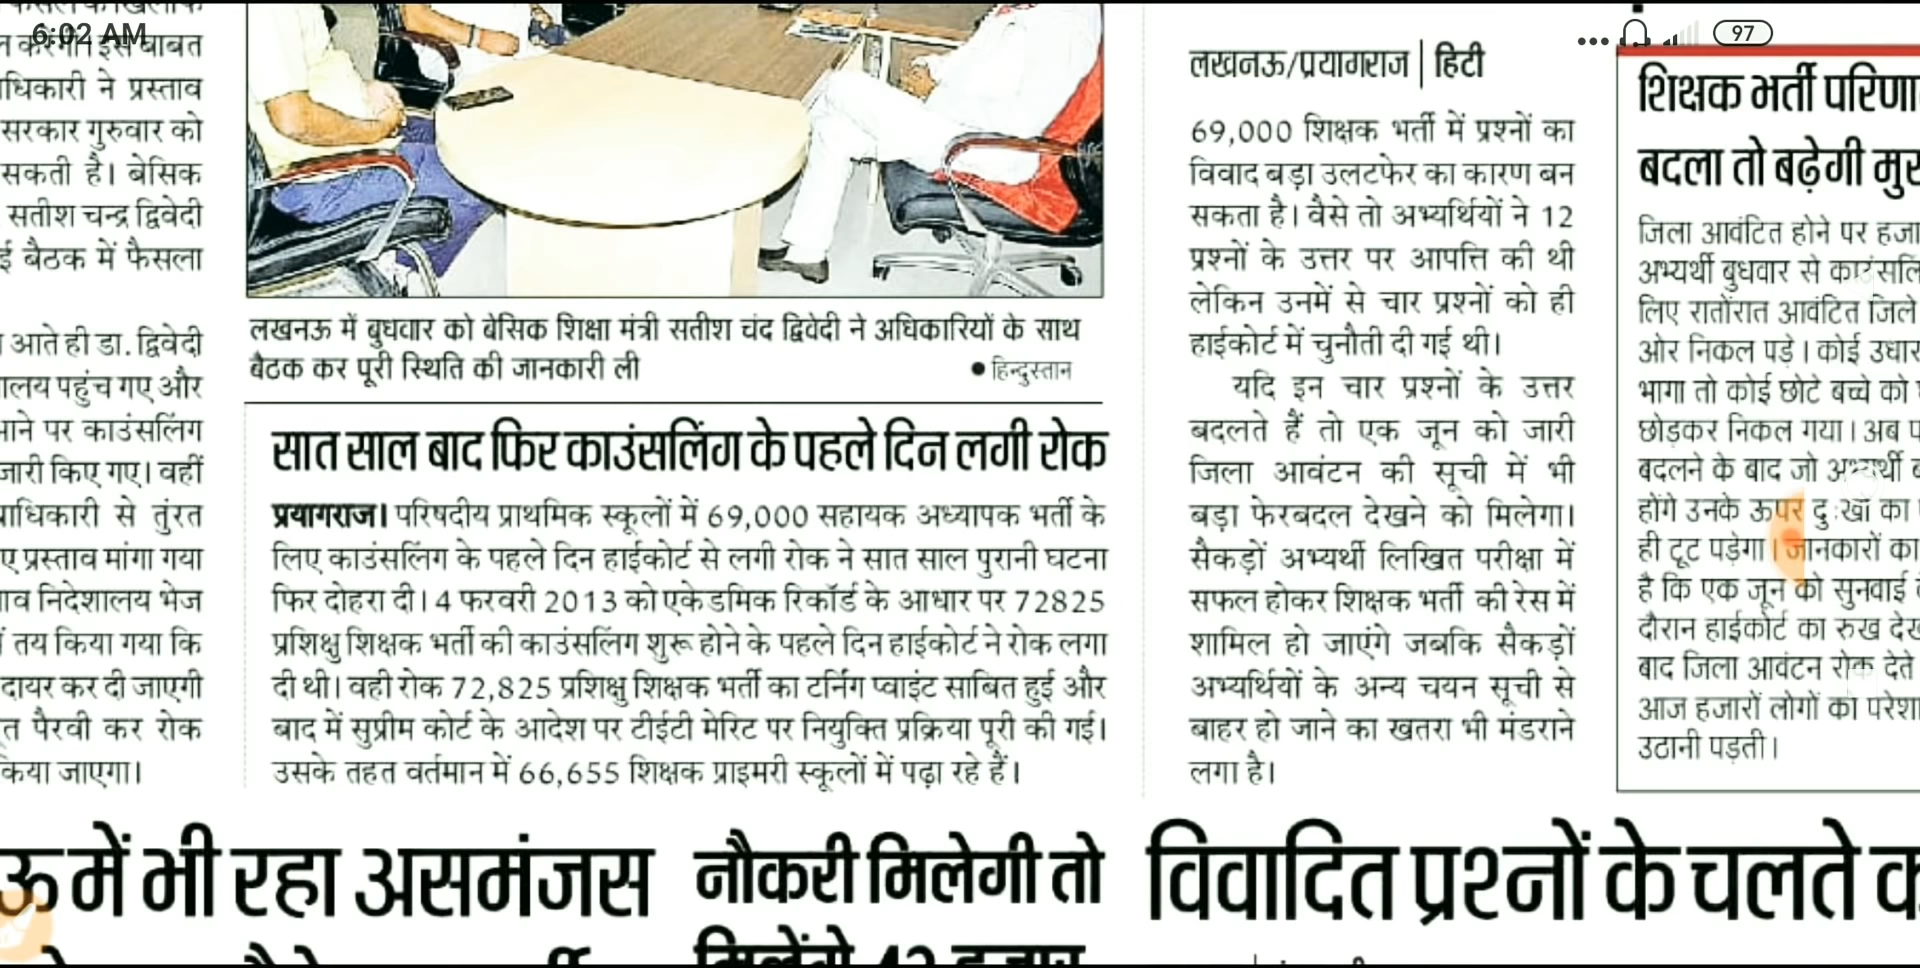 6:02 AM
97
करेगी। इस बाबत
ने प्रस्ताव
सरकार गुरुवार को
सकती है। बेसिक
सतीश चन्द्र द्विवेदी
बैठक में फैसला
आते ही डा. द्विवेदी
पहुंच गए और
पर काउंसलिंग
जारी किए गए। वहीं
से तुंरत
प्रस्ताव मांगा गया
निदेशालय भेज
तय किया गया कि
दायर कर दी जाएगी
पैरवी कर रोक
किया जाएगा।
लखनऊ में बुधवार को बेसिक शिक्षा मंत्री सतीश चंद द्विवेदी ने अधिकारियों के साथ
बैठक कर पूरी स्थिति की जानकारी ली
● हिन्दुस्तान
सात साल बाद फिर काउंसलिंग के पहले दिन लगी रोक
प्रयागराज। परिषदीय प्राथमिक स्कूलों में 69,000 सहायक अध्यापक भर्ती के
लिए काउंसलिंग के पहले दिन हाईकोर्ट से लगी रोक ने सात साल पुरानी घटना
फिर दोहरा दी। 4 फरवरी 2013 को एकेडमिक रिकॉर्ड के आधार पर 72825
प्रशिक्षु शिक्षक भर्ती की काउंसलिंग शुरू होने के पहले दिन हाईकोर्ट ने रोक लगा
दी थी। वही रोक 72,825 प्रशिक्षु शिक्षक भर्ती का टर्निंग प्वाइंट साबित हुई और
बाद में सुप्रीम कोर्ट के आदेश पर टीईटी मेरिट पर नियुक्ति प्रक्रिया पूरी की गई।
उसके तहत वर्तमान में 66,655 शिक्षक प्राइमरी स्कूलों में पढ़ा रहे हैं।
लखनऊ/प्रयागराज | हिटी
69,000 शिक्षक भर्ती में प्रश्नों का
विवाद बड़ा उलटफेर का कारण बन
सकता है। वैसे तो अभ्यर्थियों ने 12
प्रश्नों के उत्तर पर आपत्ति की थी
लेकिन उनमें से चार प्रश्नों को ही
हाईकोर्ट में चुनौती दी गई थी।
यदि इन चार प्रश्नों के उत्तर
बदलते हैं तो एक जून को जारी
जिला आवंटन की सूची में भी
बड़ा फेरबदल देखने को मिलेगा।
सैकड़ों अभ्यर्थी लिखित परीक्षा में
सफल होकर शिक्षक भर्ती की रेस में
शामिल हो जाएंगे जबकि सैकड़ों
अभ्यर्थियों के अन्य चयन सूची से
बाहर हो जाने का खतरा भी मंडराने
लगा है।
शिक्षक भर्ती
बदला तो बढ़ेगी
जिला आवंटित होने पर
अभ्यर्थी बुधवार से
लिए रातोंरात आवंटित जिले
ओर निकल पड़े। कोई उधार
भागा तो कोई छोटे बच्चे को
छोड़कर निकल गया। अब
बदलने के बाद जो अभ्यर्थी
होंगे उनके ऊपर दु:खों का
ही टूट पड़ेगा। जानकारों का
है कि एक जून को सुनवाई
दौरान हाईकोर्ट का रुख
बाद जिला आवंटन रोक देते
आज हजारों लोगों को
उठानी पड़ती।
में भी रहा असमंजस
नौकरी मिलेगी तो
विवादित प्रश्नों के चलते